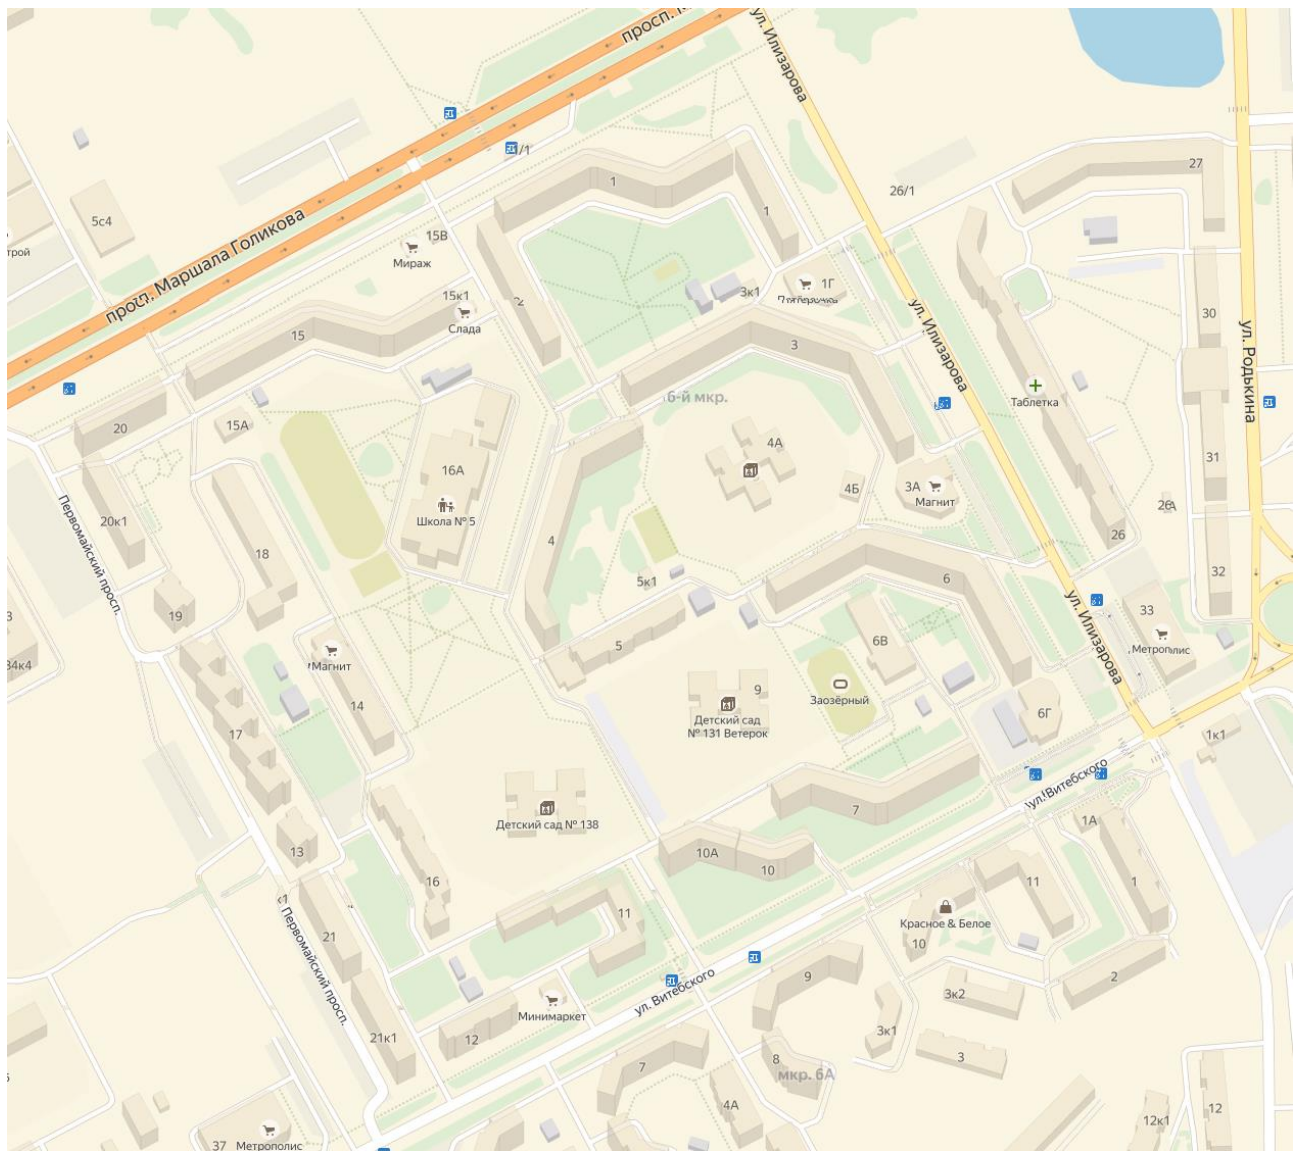 просп.
ул. Илизарова
/1
5с4
трой
просп. Маршала Голикова
15В
Мираж
15к1
Слада
15
1
1
2
3к1
1Г
Пятёрочка
26/1
27
3
6-й мкр.
ул. Илизарова
30
ул. Родькина
Таблетка
20
15А
4А
4Б
3А
Магнит
31
16А
Школа № 5
Первомайский просп.
20к1
18
4
26
26А
19
5к1
6
32
33
Метрополис
ул. Илизарова
34к4
Магнит
14
5
6В
9
Детский сад
№ 131 Ветерок
Заозёрный
6Г
1к1
17
ул. Витебского
7
Детский сад № 138
13
10А
10
1А
1
16
11
11
Красное & Белое
10
21
Первомайский просп.
9
2
3к2
ул. Витебского
Минимаркет
12
21к1
3к1
3
7
8
мкр. 6А
4А
12к1
12
37
Метрополис